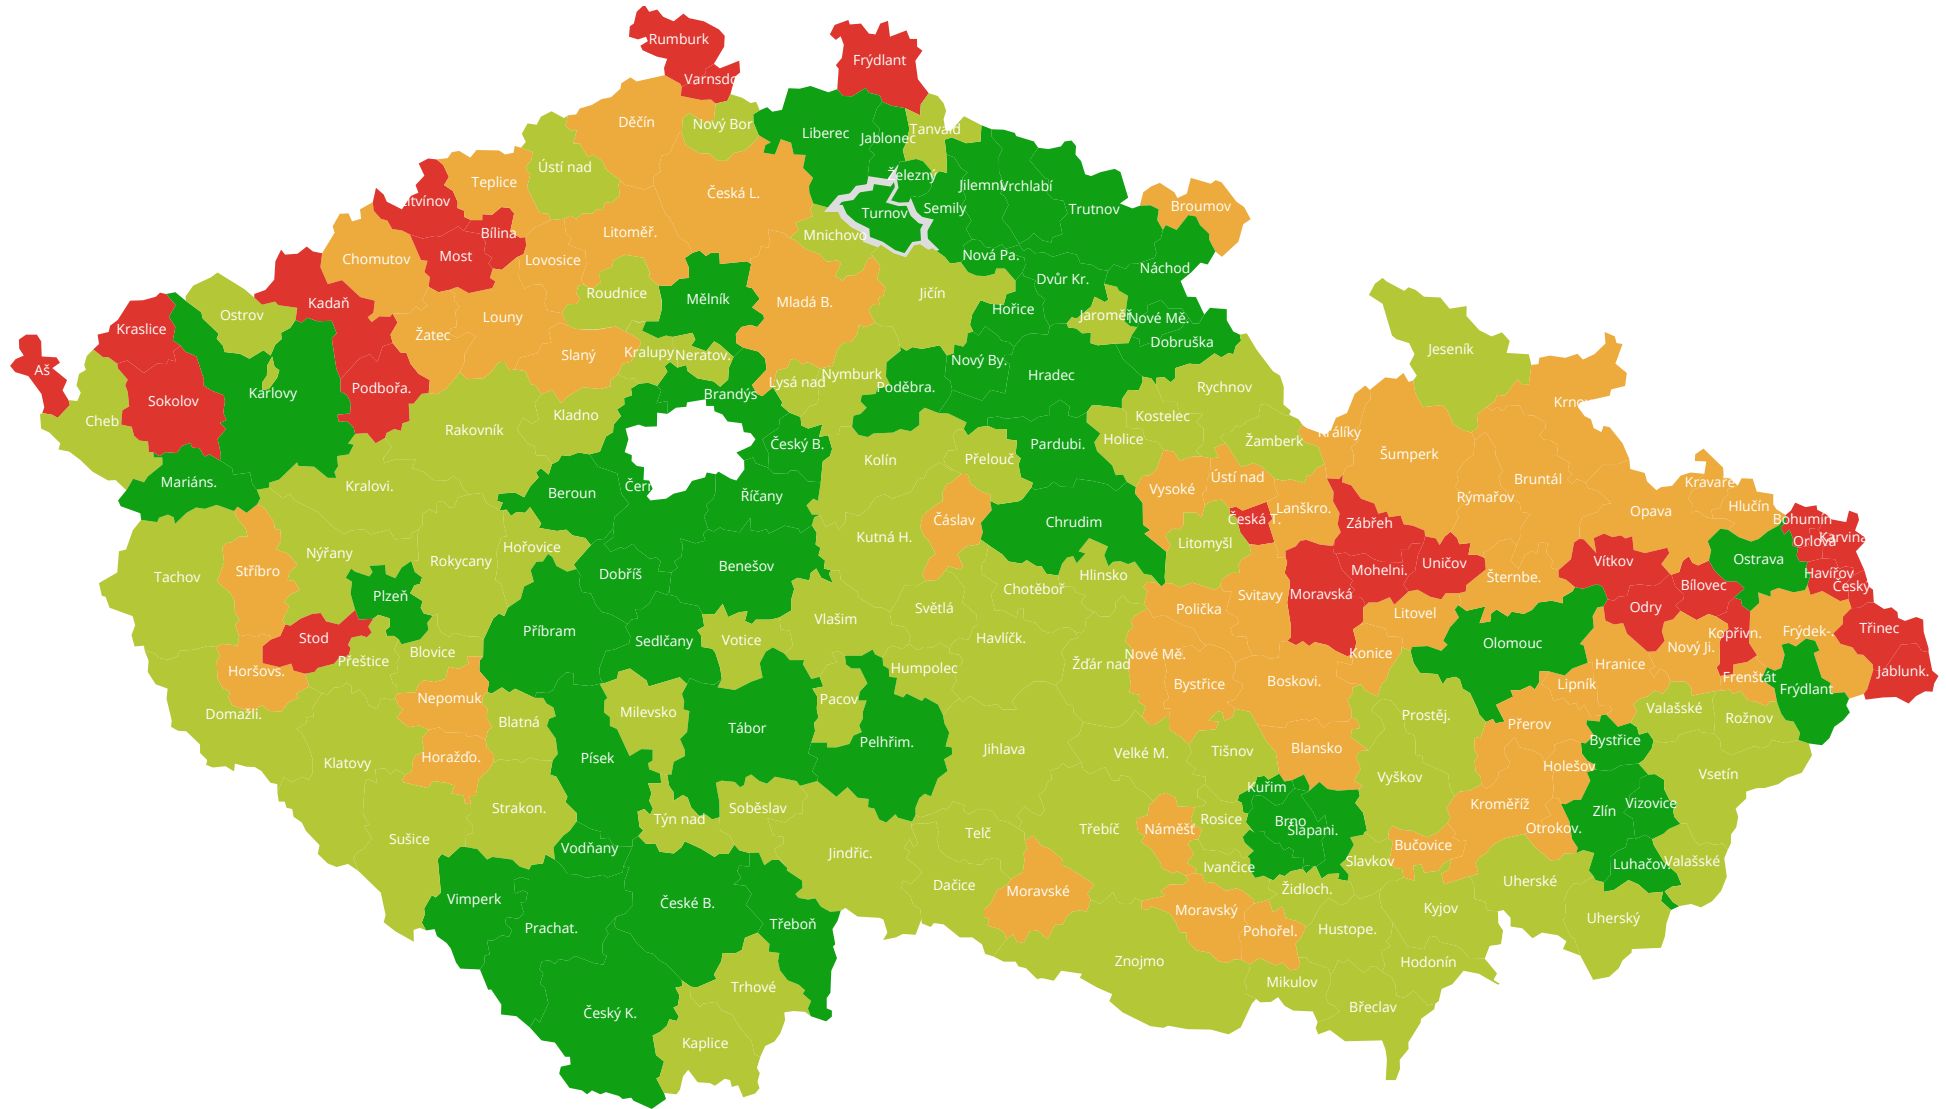 Rumburk
Varnsdo
Frýdlant
Děčín
Nový Bor
Liberec
Jablonec
Tanvald
Ústí nad
Teplice
Česká L.
Železný
Jilemni
Vrchlabí
Trutnov
Broumov
itvínov
Bílina
Litoměř.
Mnichovo
Turnov
Semily
Chomutov
Most
Lovosice
Nová Pa.
Náchod
Dvůr Kr.
Kadaň
Roudnice
Mělník
Mladá B.
Jičín
Hořice
Jaroměř
Nové Mě.
Kraslice
Ostrov
Žatec
Louny
Slaný
Kralupy
Neratov.
Dobruška
Jeseník
Aš
Sokolov
Karlovy
Podbořa.
Lysá nad
Nymburk
Poděbra.
Nový By.
Hradec
Rychnov
Cheb
Rakovník
Kladno
Brandýs
Český B.
Kostelec
Krnov
Kolín
Přelouč
Pardubi.
Holice
Žamberk
Králíky
Šumperk
Mariáns.
Kralovi.
Beroun
Čern
Říčany
Vysoké
Ústí nad
Lanškro.
Rýmařov
Bruntál
Kravaře
Hlučín
Opava
Čáslav
Chrudim
Česká T.
Zábřeh
Bohumín
Orlová
Karviná
Tachov
Stříbro
Nýřany
Rokycany
Hořovice
Dobříš
Benešov
Kutná H.
Litomyšl
Mohelni.
Uničov
Šternbe.
Vítkov
Ostrava
Havířov
Český
Plzeň
Chotěboř
Hlinsko
Svitavy
Moravská
Bílovec
Stod
Příbram
Sedlčany
Votice
Vlašim
Světlá
Polička
Litovel
Odry
Kopřivn.
Frýdek-.
Třinec
Horšovs.
Přeštice
Blovice
Havlíčk.
Humpolec
Žďár nad
Nové Mě.
Bystřice
Boskovi.
Konice
Olomouc
Hranice
Nový Ji.
Lipník
Frenštát
Frýdlant
Jablunk.
Domažli.
Nepomuk
Blatná
Milevsko
Tábor
Pacov
Pelhřim.
Prostěj.
Přerov
Valašské
Rožnov
Klatovy
Horažďo.
Písek
Jihlava
Velké M.
Tišnov
Blansko
Vyškov
Bystřice
Holešov
Vsetín
Strakon.
Týn nad
Soběslav
Kuřim
Kroměříž
Zlín
Vizovice
Sušice
Vodňany
Jindřic.
Telč
Třebíč
Náměšť
Rosice
Brno
Šlapani.
Bučovice
Otrokov.
Vimperk
České B.
Třeboň
Dačice
Moravské
Ivančice
Židloch.
Slavkov
Uherské
Luhačov.
Valašské
Prachat.
Moravský
Pohořel.
Hustope.
Kyjov
Uherský
Trhové
Znojmo
Mikulov
Hodonín
Český K.
Kaplice
Břeclav